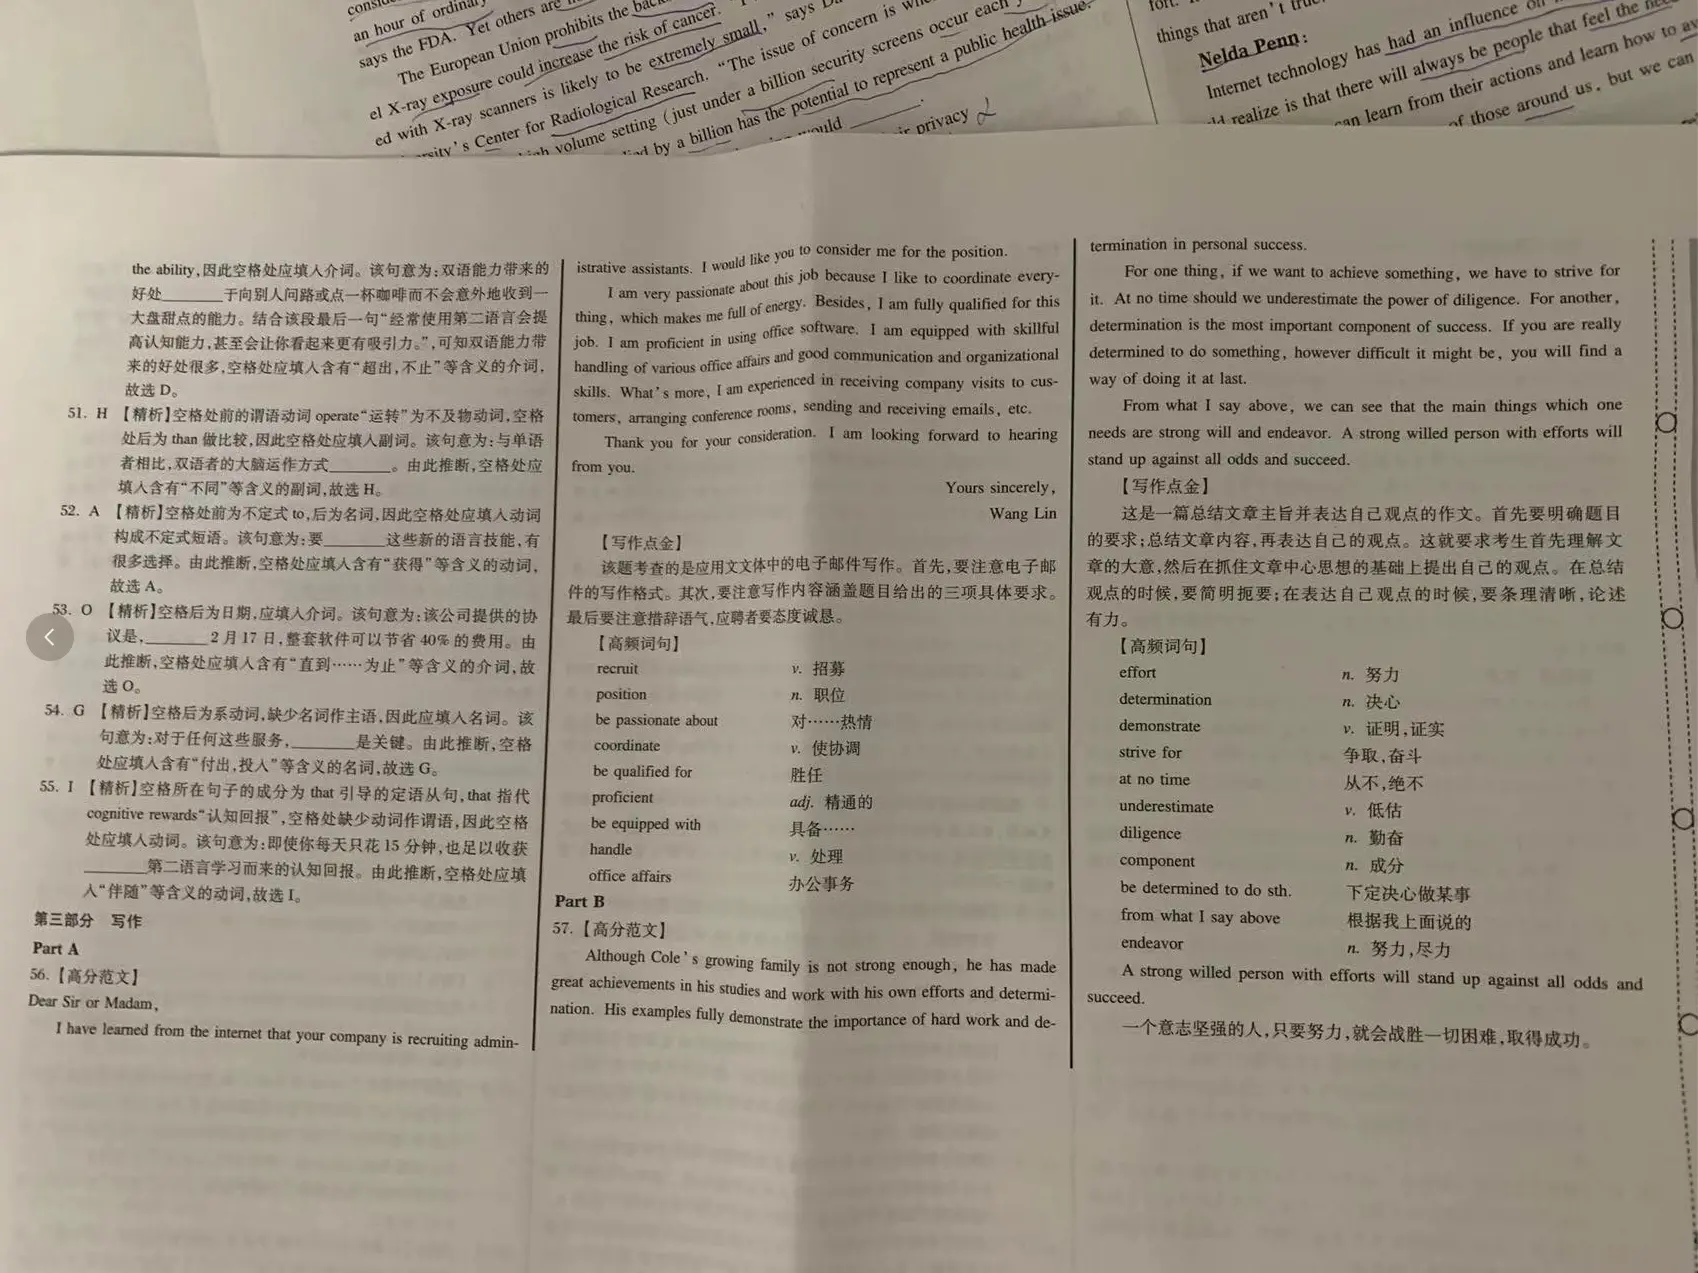 an hour of ordinary
says the FDA. Yet others are
The European Union prohibits the
el X-ray exposure could increase the risk of cancer.
ed with X-ray scanners is likely to be extremely small,” says
's Center for Radiological Research. “The issue of concern is
volume setting (just under a billion security screens occur each
by a billion has the potential to represent a public health issue.
would
privacy
things that aren't
Nelda Penn:
Internet technology has had an influence on
realize is that there will always be people that feel the
learn from their actions and learn how to
of those around us, but we can
the ability,因此空格处应填入介词。该句意为:双语能力带来的
好处________于向别人问路或点一杯咖啡而不会意外地收到一
大盘甜点的能力。结合该段最后一句“经常使用第二语言会提
高认知能力,甚至会让你看起来更有吸引力。”,可知双语能力带
来的好处很多,空格处应填入含有“超出,不止”等含义的介词,
故选 D。
51. H 【精析】空格处前的谓语动词 operate“运转”为不及物动词,空格
处后为 than 做比较,因此空格处应填入副词。该句意为:与单语
者相比,双语者的大脑运作方式________。由此推断,空格处应
填入含有“不同”等含义的副词,故选 H。
52. A 【精析】空格处前为不定式 to,后为名词,因此空格处应填入动词
构成不定式短语。该句意为:要________这些新的语言技能,有
很多选择。由此推断,空格处应填入含有“获得”等含义的动词,
故选 A。
53. O 【精析】空格后为日期,应填入介词。该句意为:该公司提供的协
议是,________2 月 17 日,整套软件可以节省 40% 的费用。由
此推断,空格处应填入含有“直到……为止”等含义的介词,故
选 O。
54. G 【精析】空格后为系动词,缺少名词作主语,因此应填入名词。该
句意为:对于任何这些服务,________是关键。由此推断,空格
处应填入含有“付出,投入”等含义的名词,故选 G。
55. I 【精析】空格所在句子的成分为 that 引导的定语从句,that 指代
cognitive rewards“认知回报”,空格处缺少动词作谓语,因此空格
处应填入动词。该句意为:即使你每天只花 15 分钟,也足以收获
________第二语言学习而来的认知回报。由此推断,空格处应填
入“伴随”等含义的动词,故选 I。
第三部分 写作
Part A
56.【高分范文】
Dear Sir or Madam,
I have learned from the internet that your company is recruiting admin-
istrative assistants. I would like you to consider me for the position.
I am very passionate about this job because I like to coordinate every-
thing, which makes me full of energy. Besides, I am fully qualified for this
job. I am proficient in using office software. I am equipped with skillful
handling of various office affairs and good communication and organizational
skills. What's more, I am experienced in receiving company visits to cus-
tomers, arranging conference rooms, sending and receiving emails, etc.
Thank you for your consideration. I am looking forward to hearing
from you.
Yours sincerely,
Wang Lin
【写作点金】
该题考查的是应用文文体中的电子邮件写作。首先,要注意电子邮
件的写作格式。其次,要注意写作内容涵盖题目给出的三项具体要求。
最后要注意措辞语气,应聘者要态度诚恳。
【高频词句】
recruit v. 招募
position n. 职位
be passionate about 对……热情
coordinate v. 使协调
be qualified for 胜任
proficient adj. 精通的
be equipped with 具备……
handle v. 处理
office affairs 办公事务
Part B
57.【高分范文】
Although Cole's growing family is not strong enough, he has made
great achievements in his studies and work with his own efforts and determi-
nation. His examples fully demonstrate the importance of hard work and de-
termination in personal success.
For one thing, if we want to achieve something, we have to strive for
it. At no time should we underestimate the power of diligence. For another,
determination is the most important component of success. If you are really
determined to do something, however difficult it might be, you will find a
way of doing it at last.
From what I say above, we can see that the main things which one
needs are strong will and endeavor. A strong willed person with efforts will
stand up against all odds and succeed.
【写作点金】
这是一篇总结文章主旨并表达自己观点的作文。首先要明确题目
的要求;总结文章内容,再表达自己的观点。这就要求考生首先理解文
章的大意,然后在抓住文章中心思想的基础上提出自己的观点。在总结
观点的时候,要简明扼要;在表达自己观点的时候,要条理清晰,论述
有力。
【高频词句】
effort n. 努力
determination n. 决心
demonstrate v. 证明,证实
strive for 争取,奋斗
at no time 从不,绝不
underestimate v. 低估
diligence n. 勤奋
component n. 成分
be determined to do sth. 下定决心做某事
from what I say above 根据我上面说的
endeavor n. 努力,尽力
A strong willed person with efforts will stand up against all odds and
succeed.
一个意志坚强的人,只要努力,就会战胜一切困难,取得成功。